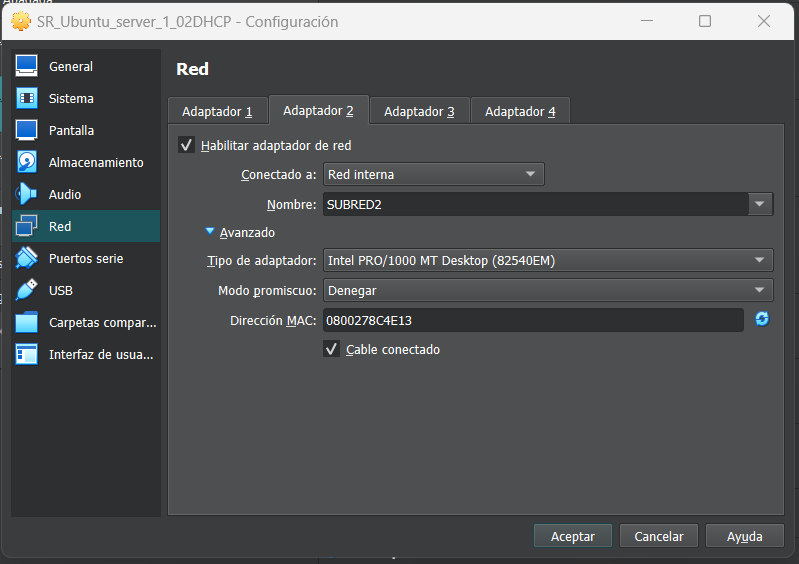 SR_Ubuntu_server_1_02DHCP - Configuración
General
Sistema
Pantalla
Almacenamiento
Audio
Red
Puertos serie
USB
Carpetas compar...
Interfaz de usua...
Red
Adaptador 1
Adaptador 2
Adaptador 3
Adaptador 4
Habilitar adaptador de red
Conectado a: Red interna
Nombre: SUBRED2
Avanzado
Tipo de adaptador: Intel PRO/1000 MT Desktop (82540EM)
Modo promiscuo: Denegar
Dirección MAC: 0800278C4E13
Cable conectado
Aceptar
Cancelar
Ayuda